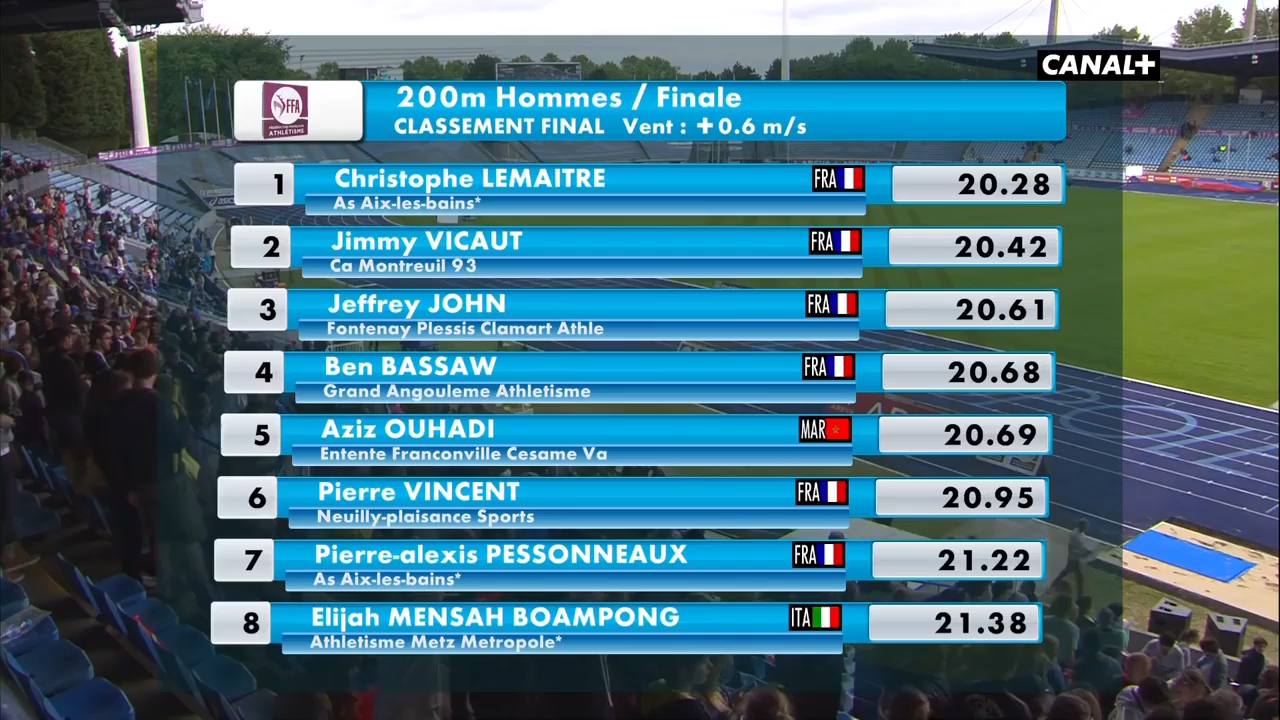 CANAL+
FFA
ATHLÉTISME
200m Hommes / Finale
CLASSEMENT FINAL Vent : +0.6 m/s
1 Christophe LEMAITRE FRA 20.28
As Aix-les-bains*
2 Jimmy VICAUT FRA 20.42
Ca Montreuil 93
3 Jeffrey JOHN FRA 20.61
Fontenay Plessis Clamart Athle
4 Ben BASSAW FRA 20.68
Grand Angouleme Athletisme
5 Aziz OUHADI MAR 20.69
Entente Franconville Cesame Va
6 Pierre VINCENT FRA 20.95
Neuilly-plaisance Sports
7 Pierre-alexis PESSONNEAUX FRA 21.22
As Aix-les-bains*
8 Elijah MENSAH BOAMPONG ITA 21.38
Athletisme Metz Metropole*